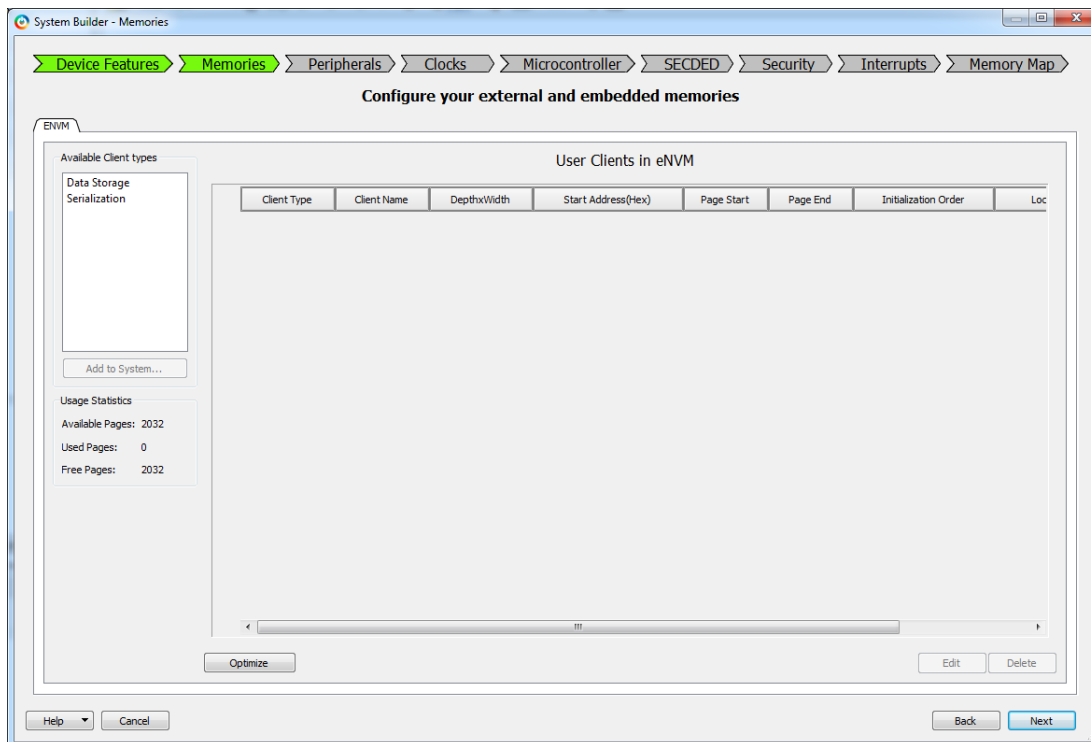 System Builder - Memories
Device Features Memories Peripherals Clocks Microcontroller SECDED Security Interrupts Memory Map
Configure your external and embedded memories
ENVM
Available Client types
Data Storage
Serialization
Add to System...
Usage Statistics
Available Pages: 2032
Used Pages: 0
Free Pages: 2032
User Clients in eNVM
Client Type Client Name DepthxWidth Start Address(Hex) Page Start Page End Initialization Order Loc
Optimize Edit Delete
Help Cancel Back Next